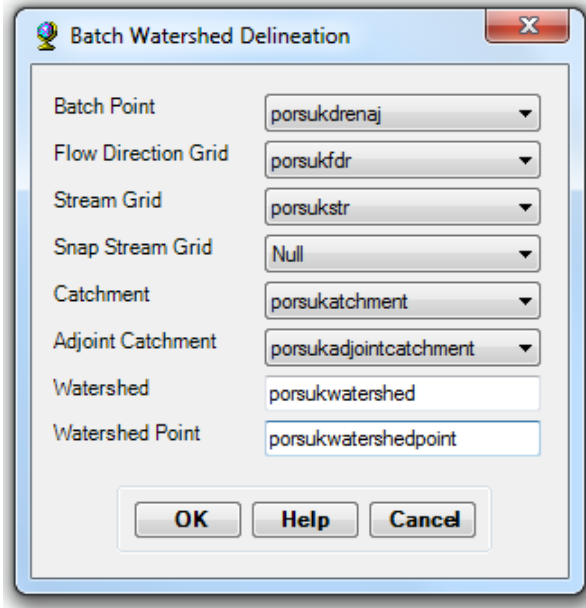 Batch Watershed Delineation
Batch Point porsukdrenaj
Flow Direction Grid porsukfdr
Stream Grid porsukstr
Snap Stream Grid Null
Catchment porsukatchment
Adjoint Catchment porsukadjointcatchment
Watershed porsukwatershed
Watershed Point porsukwatershedpoint
OK Help Cancel